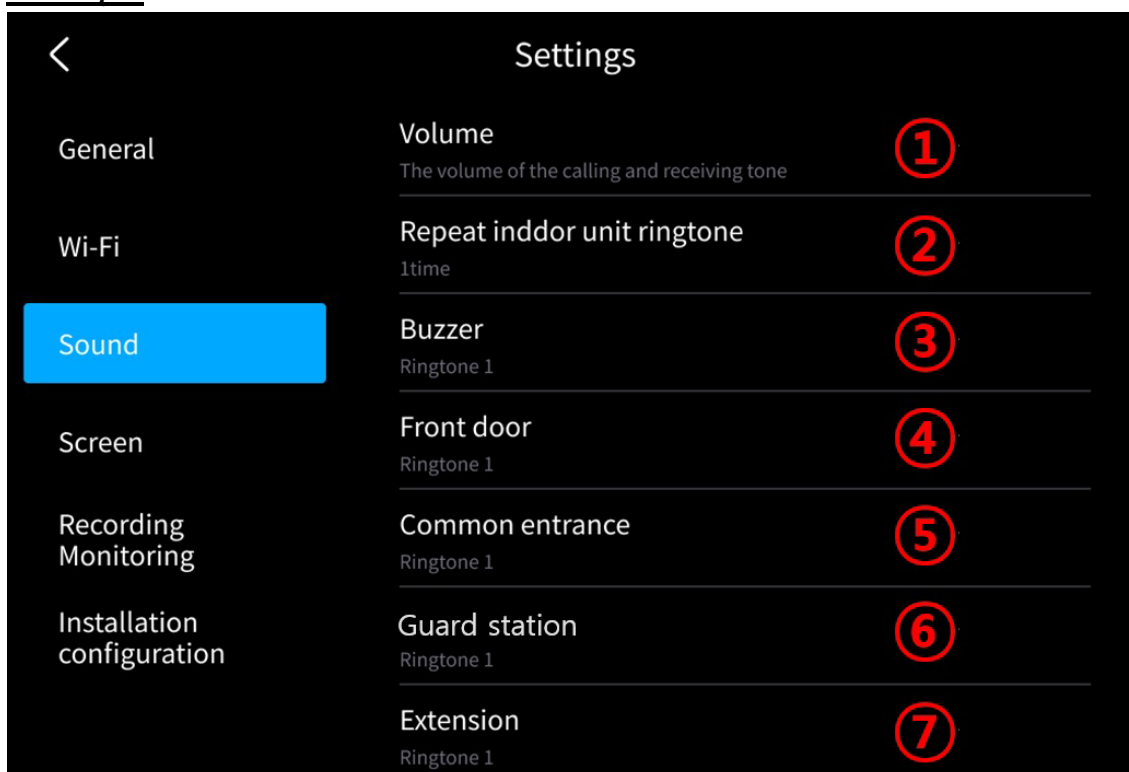 Settings
General
Wi-Fi
Sound
Screen
Recording
Monitoring
Installation
configuration
Volume
The volume of the calling and receiving tone
①
Repeat inddor unit ringtone
1time
②
Buzzer
Ringtone 1
③
Front door
Ringtone 1
④
Common entrance
Ringtone 1
⑤
Guard station
Ringtone 1
⑥
Extension
Ringtone 1
⑦